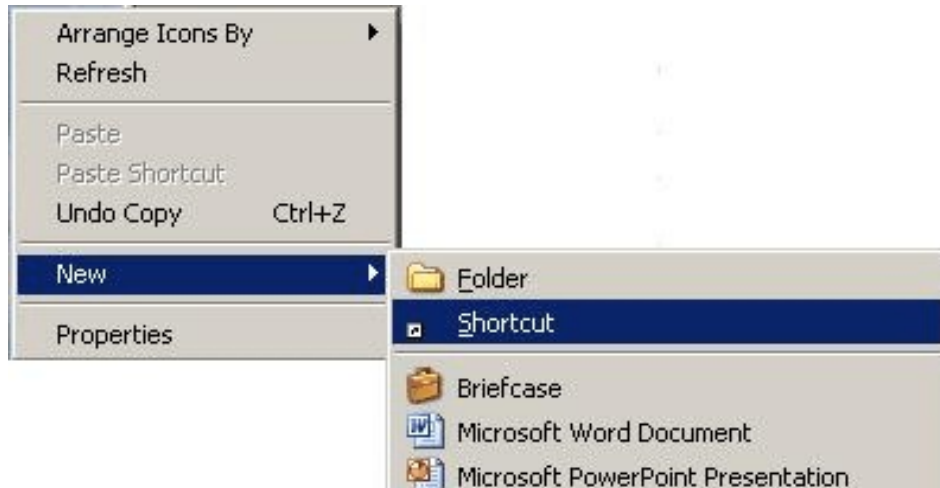 Arrange Icons By
Refresh
Paste
Paste Shortcut
Undo Copy Ctrl+Z
New
Properties
Folder
Shortcut
Briefcase
Microsoft Word Document
Microsoft PowerPoint Presentation